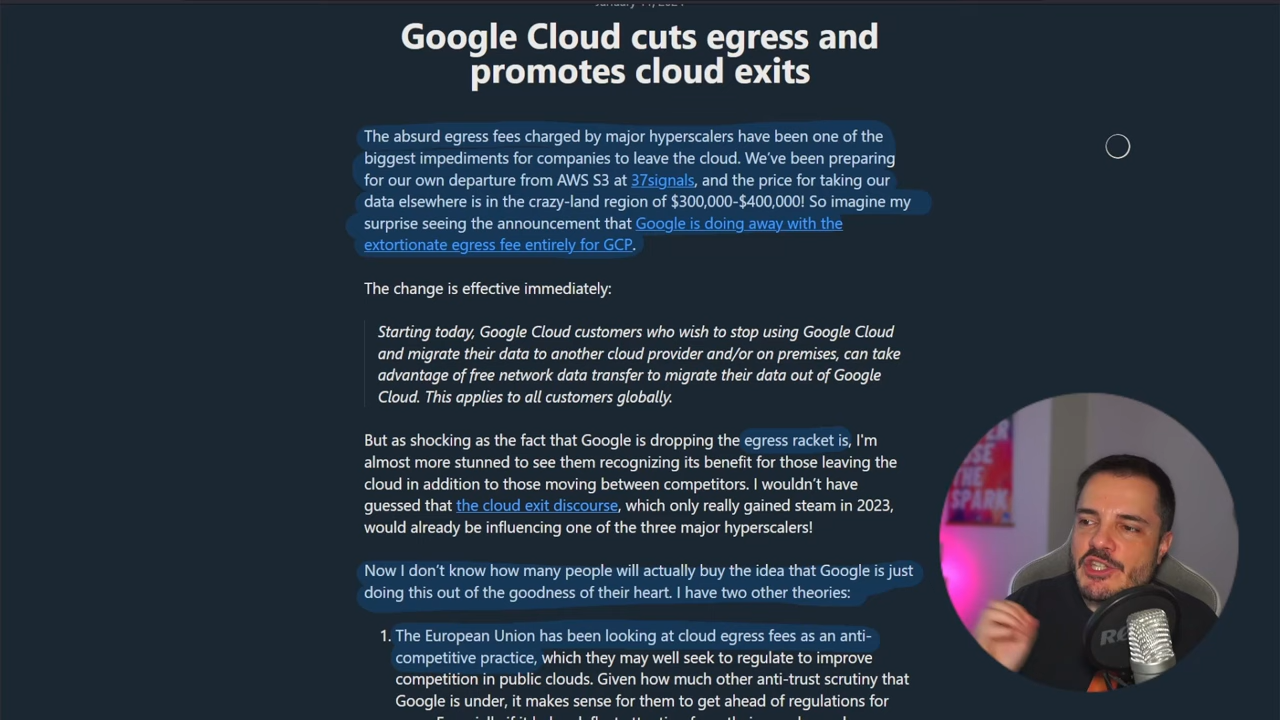 Google Cloud cuts egress and
promotes cloud exits
The absurd egress fees charged by major hyperscalers have been one of the
biggest impediments for companies to leave the cloud. We've been preparing
for our own departure from AWS S3 at 37signals, and the price for taking our
data elsewhere is in the crazy-land region of $300,000-$400,000! So imagine my
surprise seeing the announcement that Google is doing away with the
extortionate egress fee entirely for GCP.
The change is effective immediately:
Starting today, Google Cloud customers who wish to stop using Google Cloud
and migrate their data to another cloud provider and/or on premises, can take
advantage of free network data transfer to migrate their data out of Google
Cloud. This applies to all customers globally.
But as shocking as the fact that Google is dropping the egress racket is, I'm
almost more stunned to see them recognizing its benefit for those leaving the
cloud in addition to those moving between competitors. I wouldn't have
guessed that the cloud exit discourse, which only really gained steam in 2023,
would already be influencing one of the three major hyperscalers!
Now I don't know how many people will actually buy the idea that Google is just
doing this out of the goodness of their heart. I have two other theories:
1. The European Union has been looking at cloud egress fees as an anti-
competitive practice, which they may well seek to regulate to improve
competition in public clouds. Given how much other anti-trust scrutiny that
Google is under, it makes sense for them to get ahead of regulations for
THE
SPARK